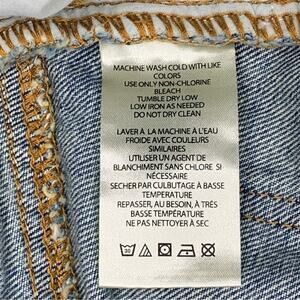 MACHINE WASH COLD WITH LIKE
COLORS
USE ONLY NON-CHLORINE
BLEACH
TUMBLE DRY LOW
LOW IRON AS NEEDED
DO NOT DRY CLEAN
LAVER À LA MACHINE À L'EAU
FROIDE AVEC COULEURS
SIMILAIRES
UTILISER UN AGENT DE
BLANCHIMENT SANS CHLORE SI
NÉCESSAIRE
SECHER PAR CULBUTAGE À BASSE
TEMPERATURE
REPASSER, AU BESOIN, À TRÈS
BASSE TEMPÉRATURE
NE PAS NETTOYER À SEC